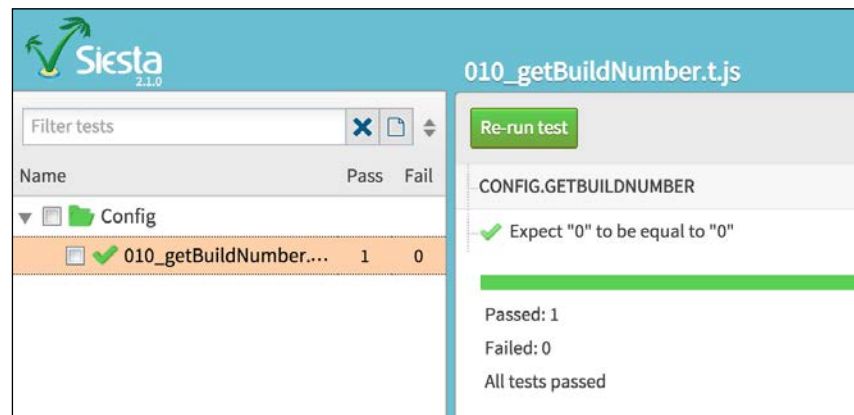 Siesta
2.1.0
010_getBuildNumber.t.js
Filter tests
Re-run test
Name Pass Fail
CONFIG.GETBUILDNUMBER
Config
Expect "0" to be equal to "0"
010_getBuildNumber.... 1 0
Passed: 1
Failed: 0
All tests passed